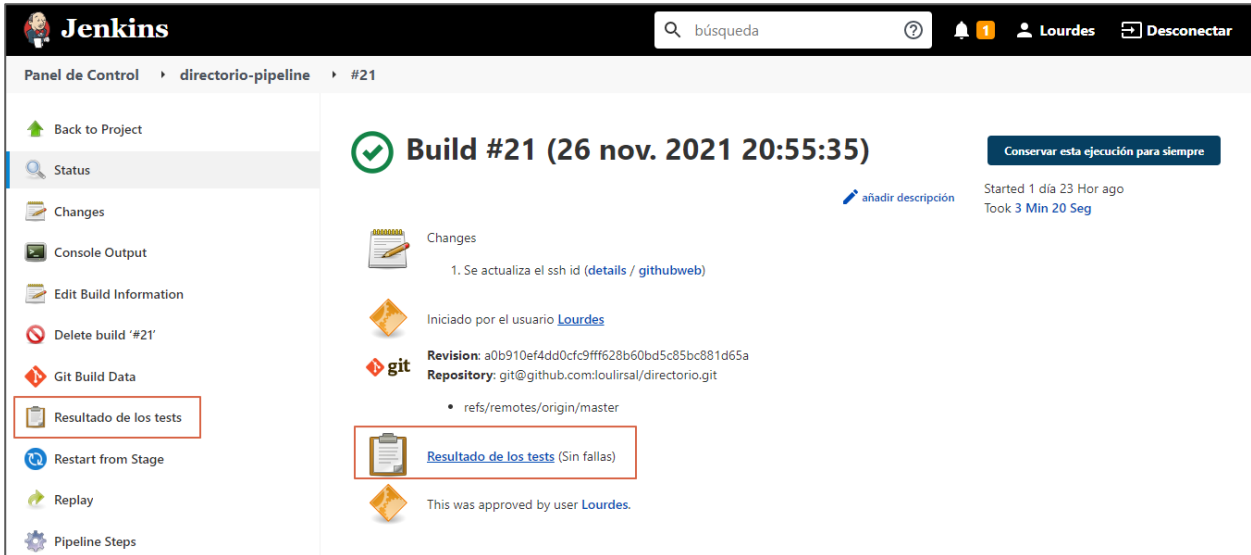 Jenkins
búsqueda
1
Lourdes
Desconectar
Panel de Control
directorio-pipeline
#21
Back to Project
Status
Changes
Console Output
Edit Build Information
Delete build '#21'
Git Build Data
Resultado de los tests
Restart from Stage
Replay
Pipeline Steps
Build #21 (26 nov. 2021 20:55:35)
Conservar esta ejecución para siempre
añadir descripción
Started 1 día 23 Hor ago
Took 3 Min 20 Seg
Changes
1. Se actualiza el ssh id (details / githubweb)
Iniciado por el usuario Lourdes
git
Revision: a0b910ef4dd0cfc9fff628b60bd5c85bc881d65a
Repository: git@github.com:loulirsal/directorio.git
refs/remotes/origin/master
Resultado de los tests (Sin fallas)
This was approved by user Lourdes.